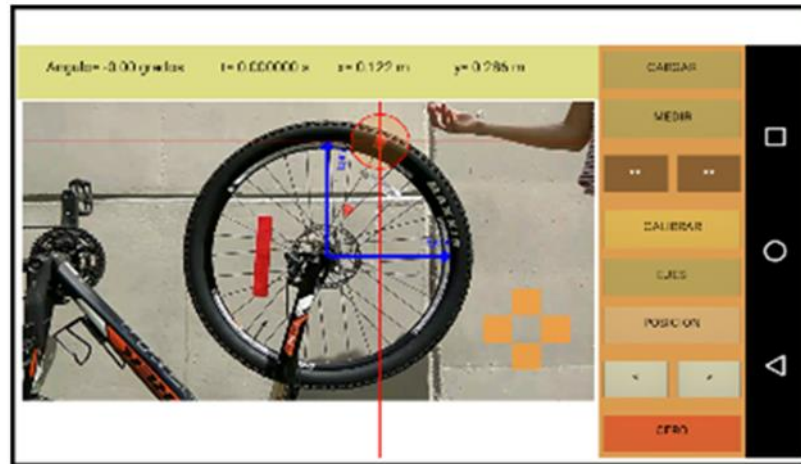 Angulo= -0.00 grados t= 0.000000 s x= 0.122 m y= 0.286 m
CARGAR
MEDIR
CALIBRAR
EJES
POSICION
< >
CERO